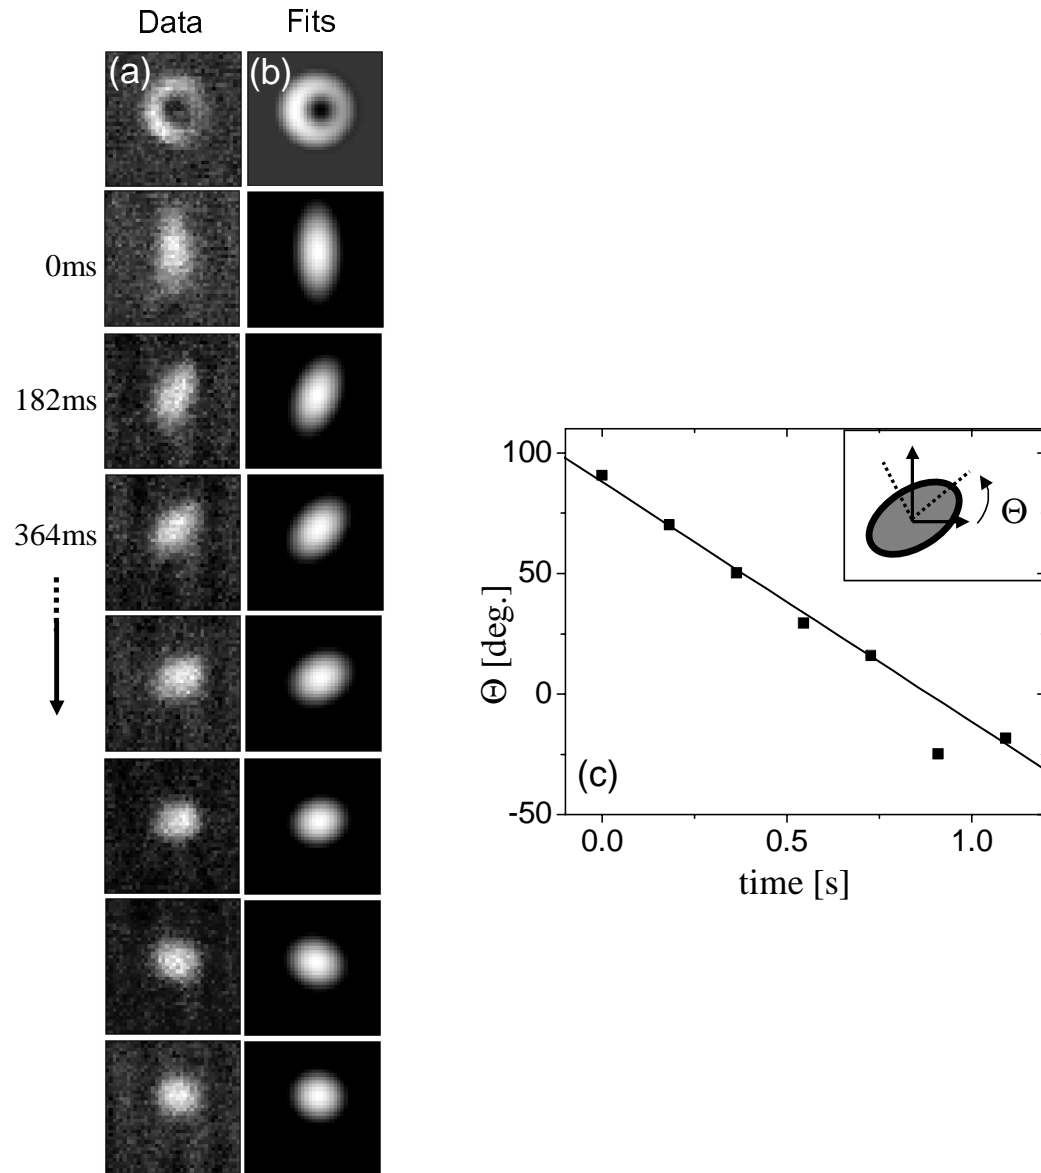 Data Fits
(a) (b)
0ms
182ms
364ms
100
50
0
-50
0.0 0.5 1.0
Θ [deg.]
time [s]
(c)
Θ